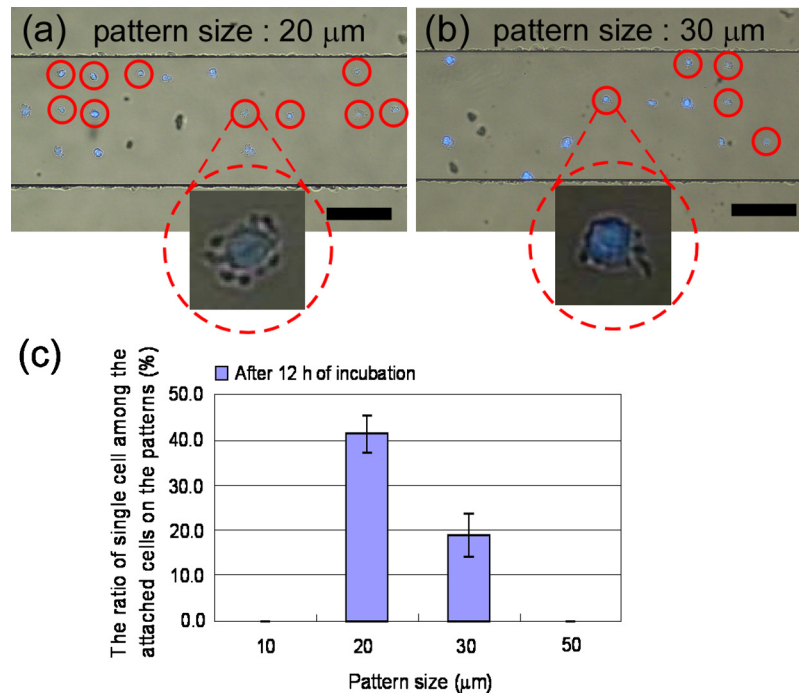 (a) pattern size : 20 μm
(b) pattern size : 30 μm
(c)
The ratio of single cell among the
attached cells on the patterns (%)
After 12 h of incubation
50.0
40.0
30.0
20.0
10.0
0.0
10 20 30 50
Pattern size (μm)